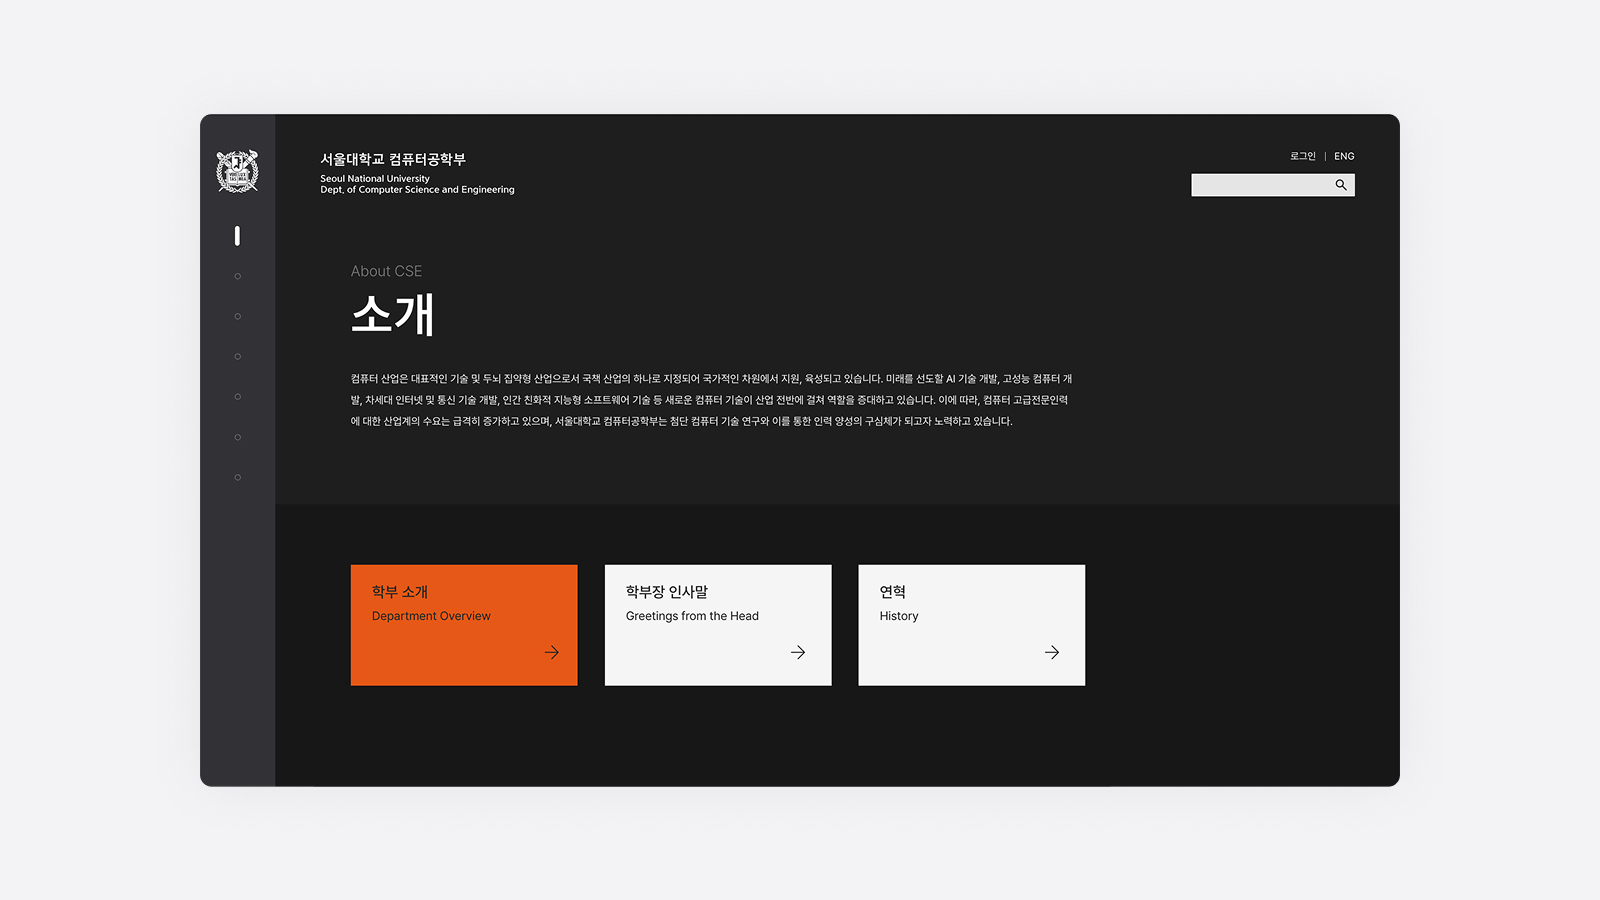 서울대학교 컴퓨터공학부
Seoul National University
Dept. of Computer Science and Engineering
로그인 | ENG
About CSE
소개
컴퓨터 산업은 대표적인 기술 및 두뇌 집약형 산업으로서 국책 산업의 하나로 지정되어 국가적인 차원에서 지원, 육성되고 있습니다. 미래를 선도할 AI 기술 개발, 고성능 컴퓨터 개
발, 차세대 인터넷 및 통신 기술 개발, 인간 친화적 지능형 소프트웨어 기술 등 새로운 컴퓨터 기술이 산업 전반에 걸쳐 역할을 증대하고 있습니다. 이에 따라, 컴퓨터 고급전문인력
에 대한 산업계의 수요는 급격히 증가하고 있으며, 서울대학교 컴퓨터공학부는 첨단 컴퓨터 기술 연구와 이를 통한 인력 양성의 구심체가 되고자 노력하고 있습니다.
학부 소개
Department Overview
학부장 인사말
Greetings from the Head
연혁
History